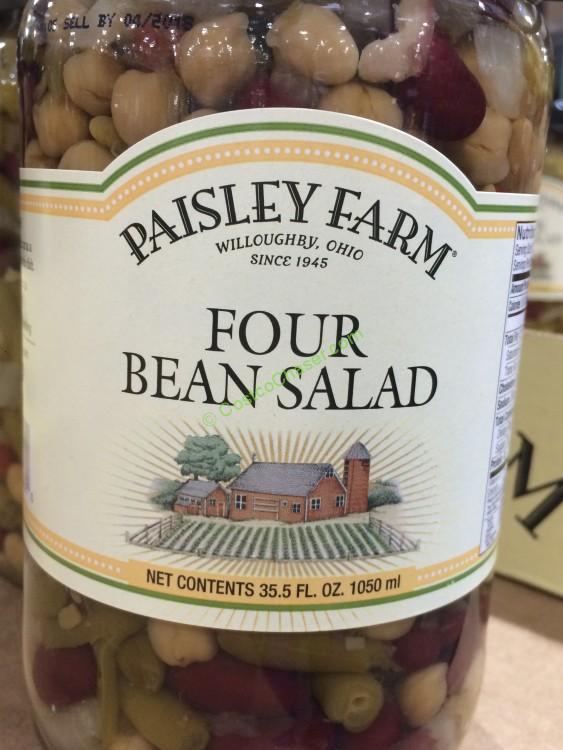 SELL BY 04/2018
PAISLEY FARM®
WILLOUGHBY, OHIO
SINCE 1945
FOUR
BEAN SALAD
© CostcoChaser.com
NET CONTENTS 35.5 FL. OZ. 1050 ml
M